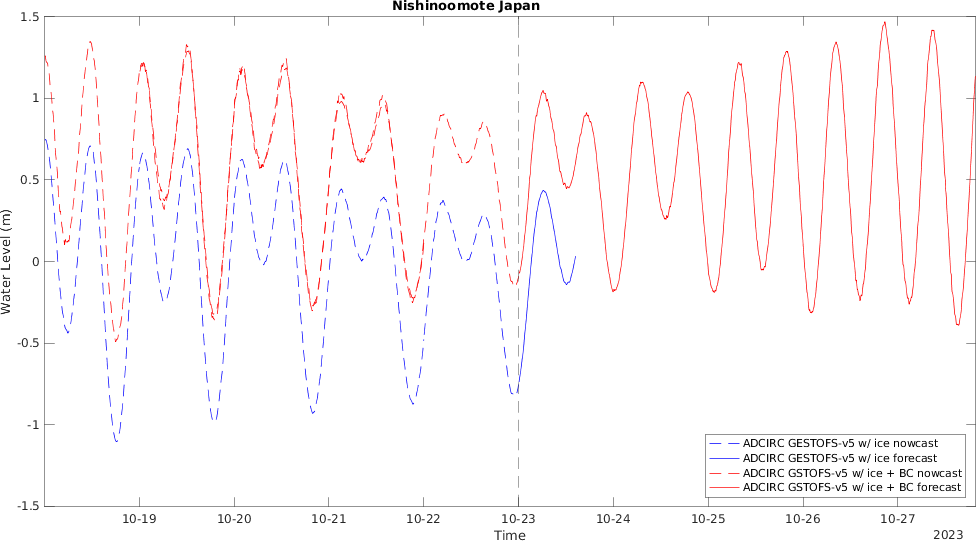 Nishinoomote Japan
Water Level (m)
1.5
1
0.5
0
-0.5
-1
-1.5
10-19 10-20 10-21 10-22 10-23 10-24 10-25 10-26 10-27
Time
2023
ADCIRC GESTOFS-v5 w/ ice nowcast
ADCIRC GESTOFS-v5 w/ ice forecast
ADCIRC GSTOFS-v5 w/ ice + BC nowcast
ADCIRC GSTOFS-v5 w/ ice + BC forecast